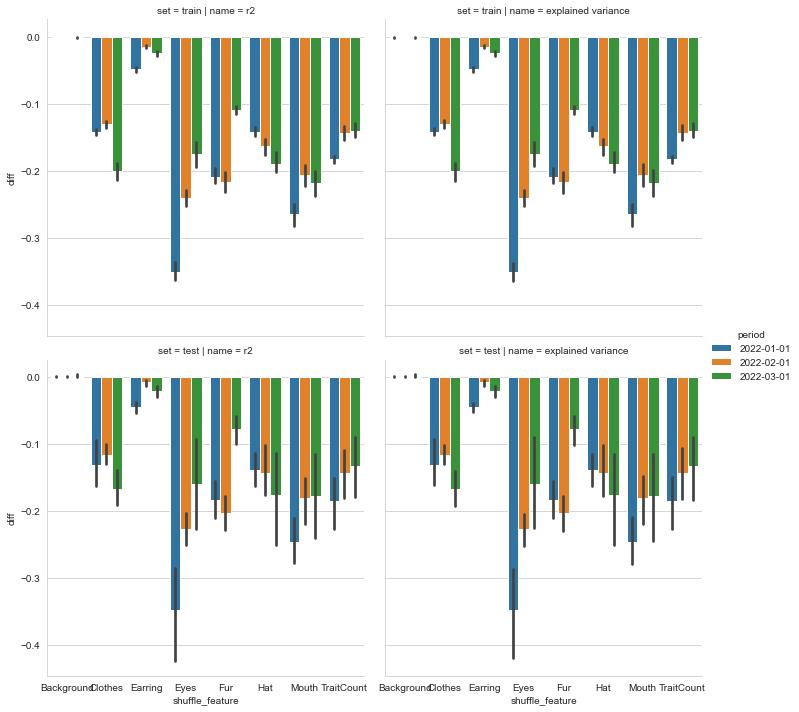 set = train | name = r2
set = train | name = explained variance
0.0
−0.1
−0.2
−0.3
−0.4
diff
set = test | name = r2
set = test | name = explained variance
0.0
−0.1
−0.2
−0.3
−0.4
diff
period
2022-01-01
2022-02-01
2022-03-01
Background Clothes Earring Eyes Fur Hat Mouth TraitCount
Background Clothes Earring Eyes Fur Hat Mouth TraitCount
shuffle_feature
shuffle_feature